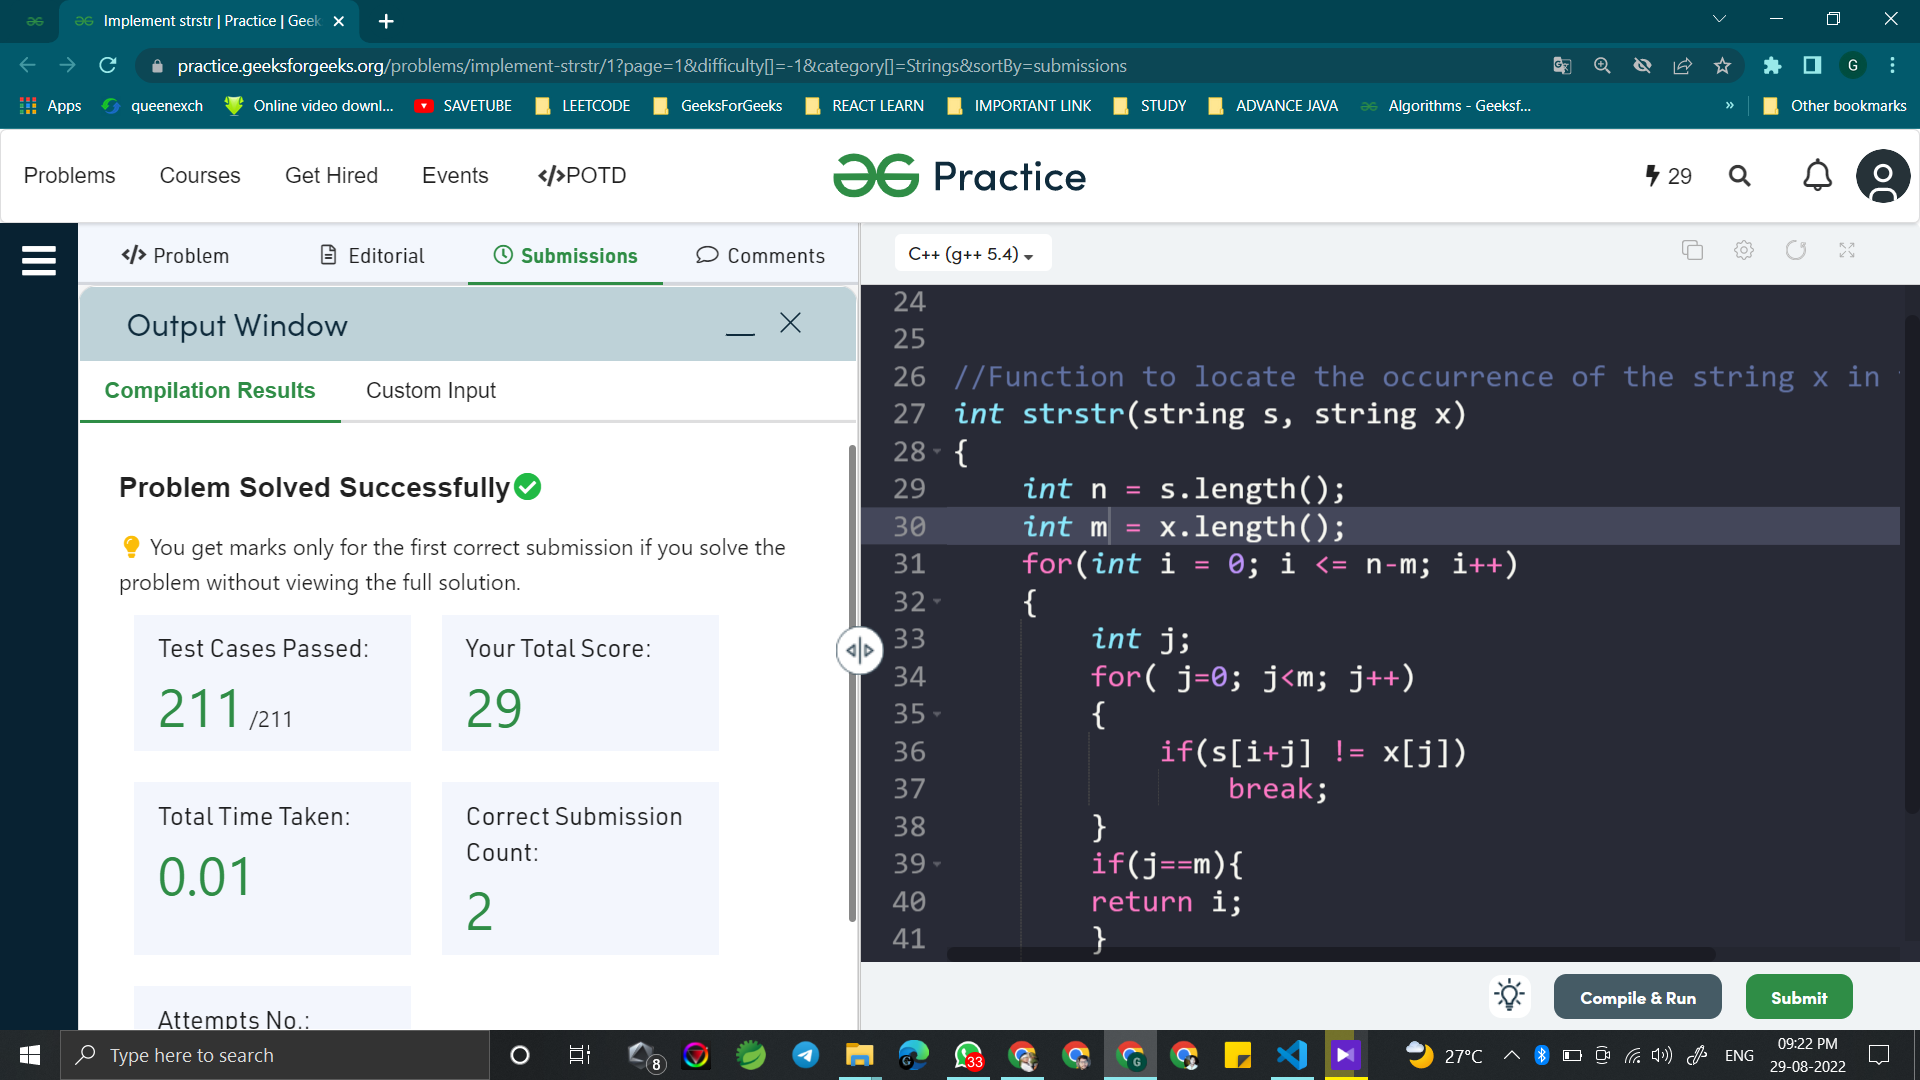 Implement strstr | Practice | Geek
practice.geeksforgeeks.org/problems/implement-strstr/1?page=1&difficulty[]=-1&category[]=Strings&sortBy=submissions
G
Apps queenexch Online video downl... SAVETUBE LEETCODE GeeksForGeeks REACT LEARN IMPORTANT LINK STUDY ADVANCE JAVA Algorithms - Geeksf... » Other bookmarks
Problems Courses Get Hired Events </>POTD Practice 29
</> Problem Editorial Submissions Comments C++ (g++ 5.4)
Output Window
Compilation Results Custom Input
Problem Solved Successfully
You get marks only for the first correct submission if you solve the
problem without viewing the full solution.
Test Cases Passed:
211 /211
Your Total Score:
29
Total Time Taken:
0.01
Correct Submission
Count:
2
Attempts No.:
24
25
26 //Function to locate the occurrence of the string x in
27 int strstr(string s, string x)
28 {
29 int n = s.length();
30 int m = x.length();
31 for(int i = 0; i <= n-m; i++)
32 {
33 int j;
34 for( j=0; j<m; j++)
35 {
36 if(s[i+j] != x[j])
37 break;
38 }
39 if(j==m){
40 return i;
41 }
Compile & Run Submit
Type here to search 8 33 27°C ENG 09:22 PM
29-08-2022